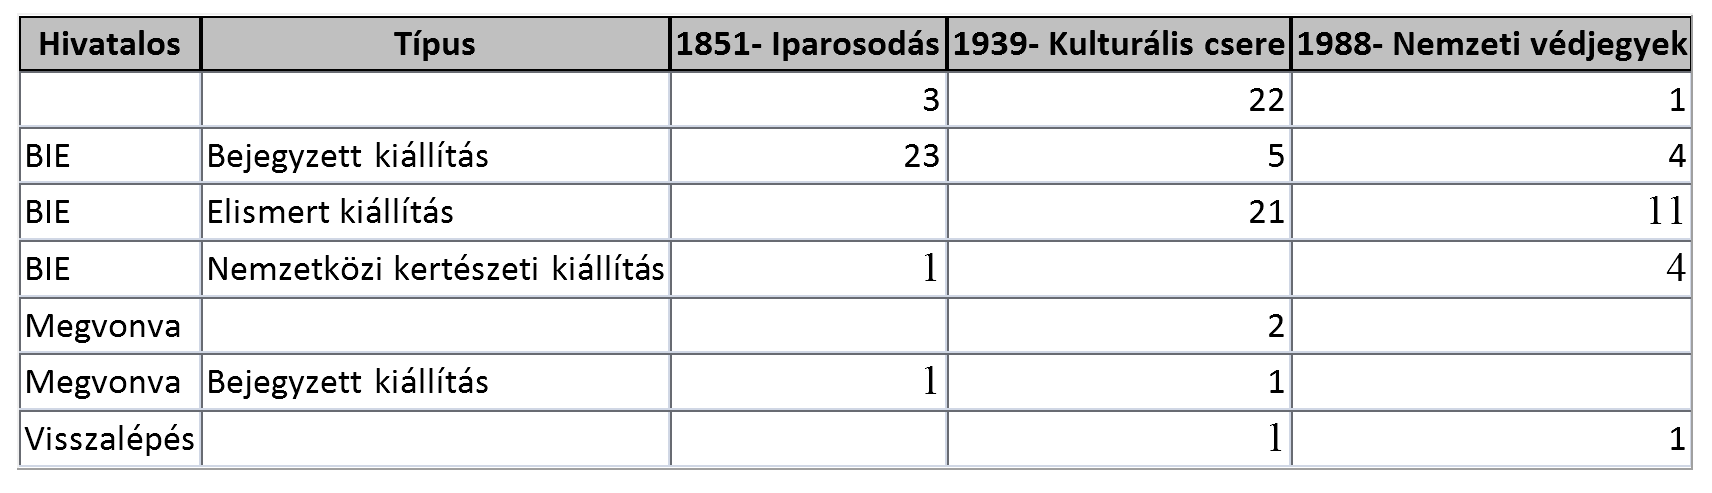 Hivatalos Típus 1851- Iparosodás 1939- Kulturális csere 1988- Nemzeti védjegyek
3 22 1
BIE Bejegyzett kiállítás 23 5 4
BIE Elismert kiállítás 21 11
BIE Nemzetközi kertészeti kiállítás 1 4
Megvonva 2
Megvonva Bejegyzett kiállítás 1 1
Visszalépés 1 1